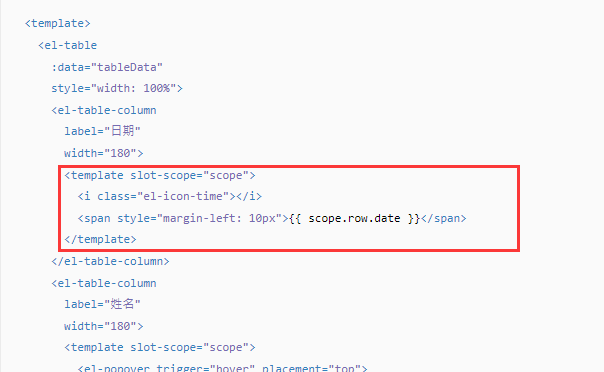 <template>
<el-table
:data="tableData"
style="width: 100%">
<el-table-column
label="日期"
width="180">
<template slot-scope="scope">
<i class="el-icon-time"></i>
<span style="margin-left: 10px">{{ scope.row.date }}</span>
</template>
</el-table-column>
<el-table-column
label="姓名"
width="180">
<template slot-scope="scope">
<el-popover trigger="hover" placement="top">